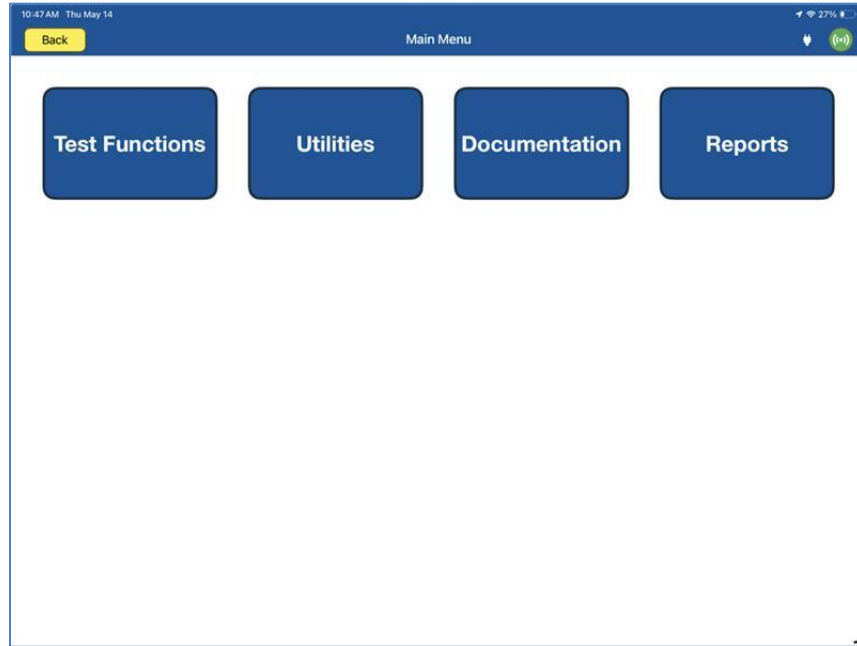 10:47 AM Thu May 14
27%
Back
Main Menu
Test Functions
Utilities
Documentation
Reports